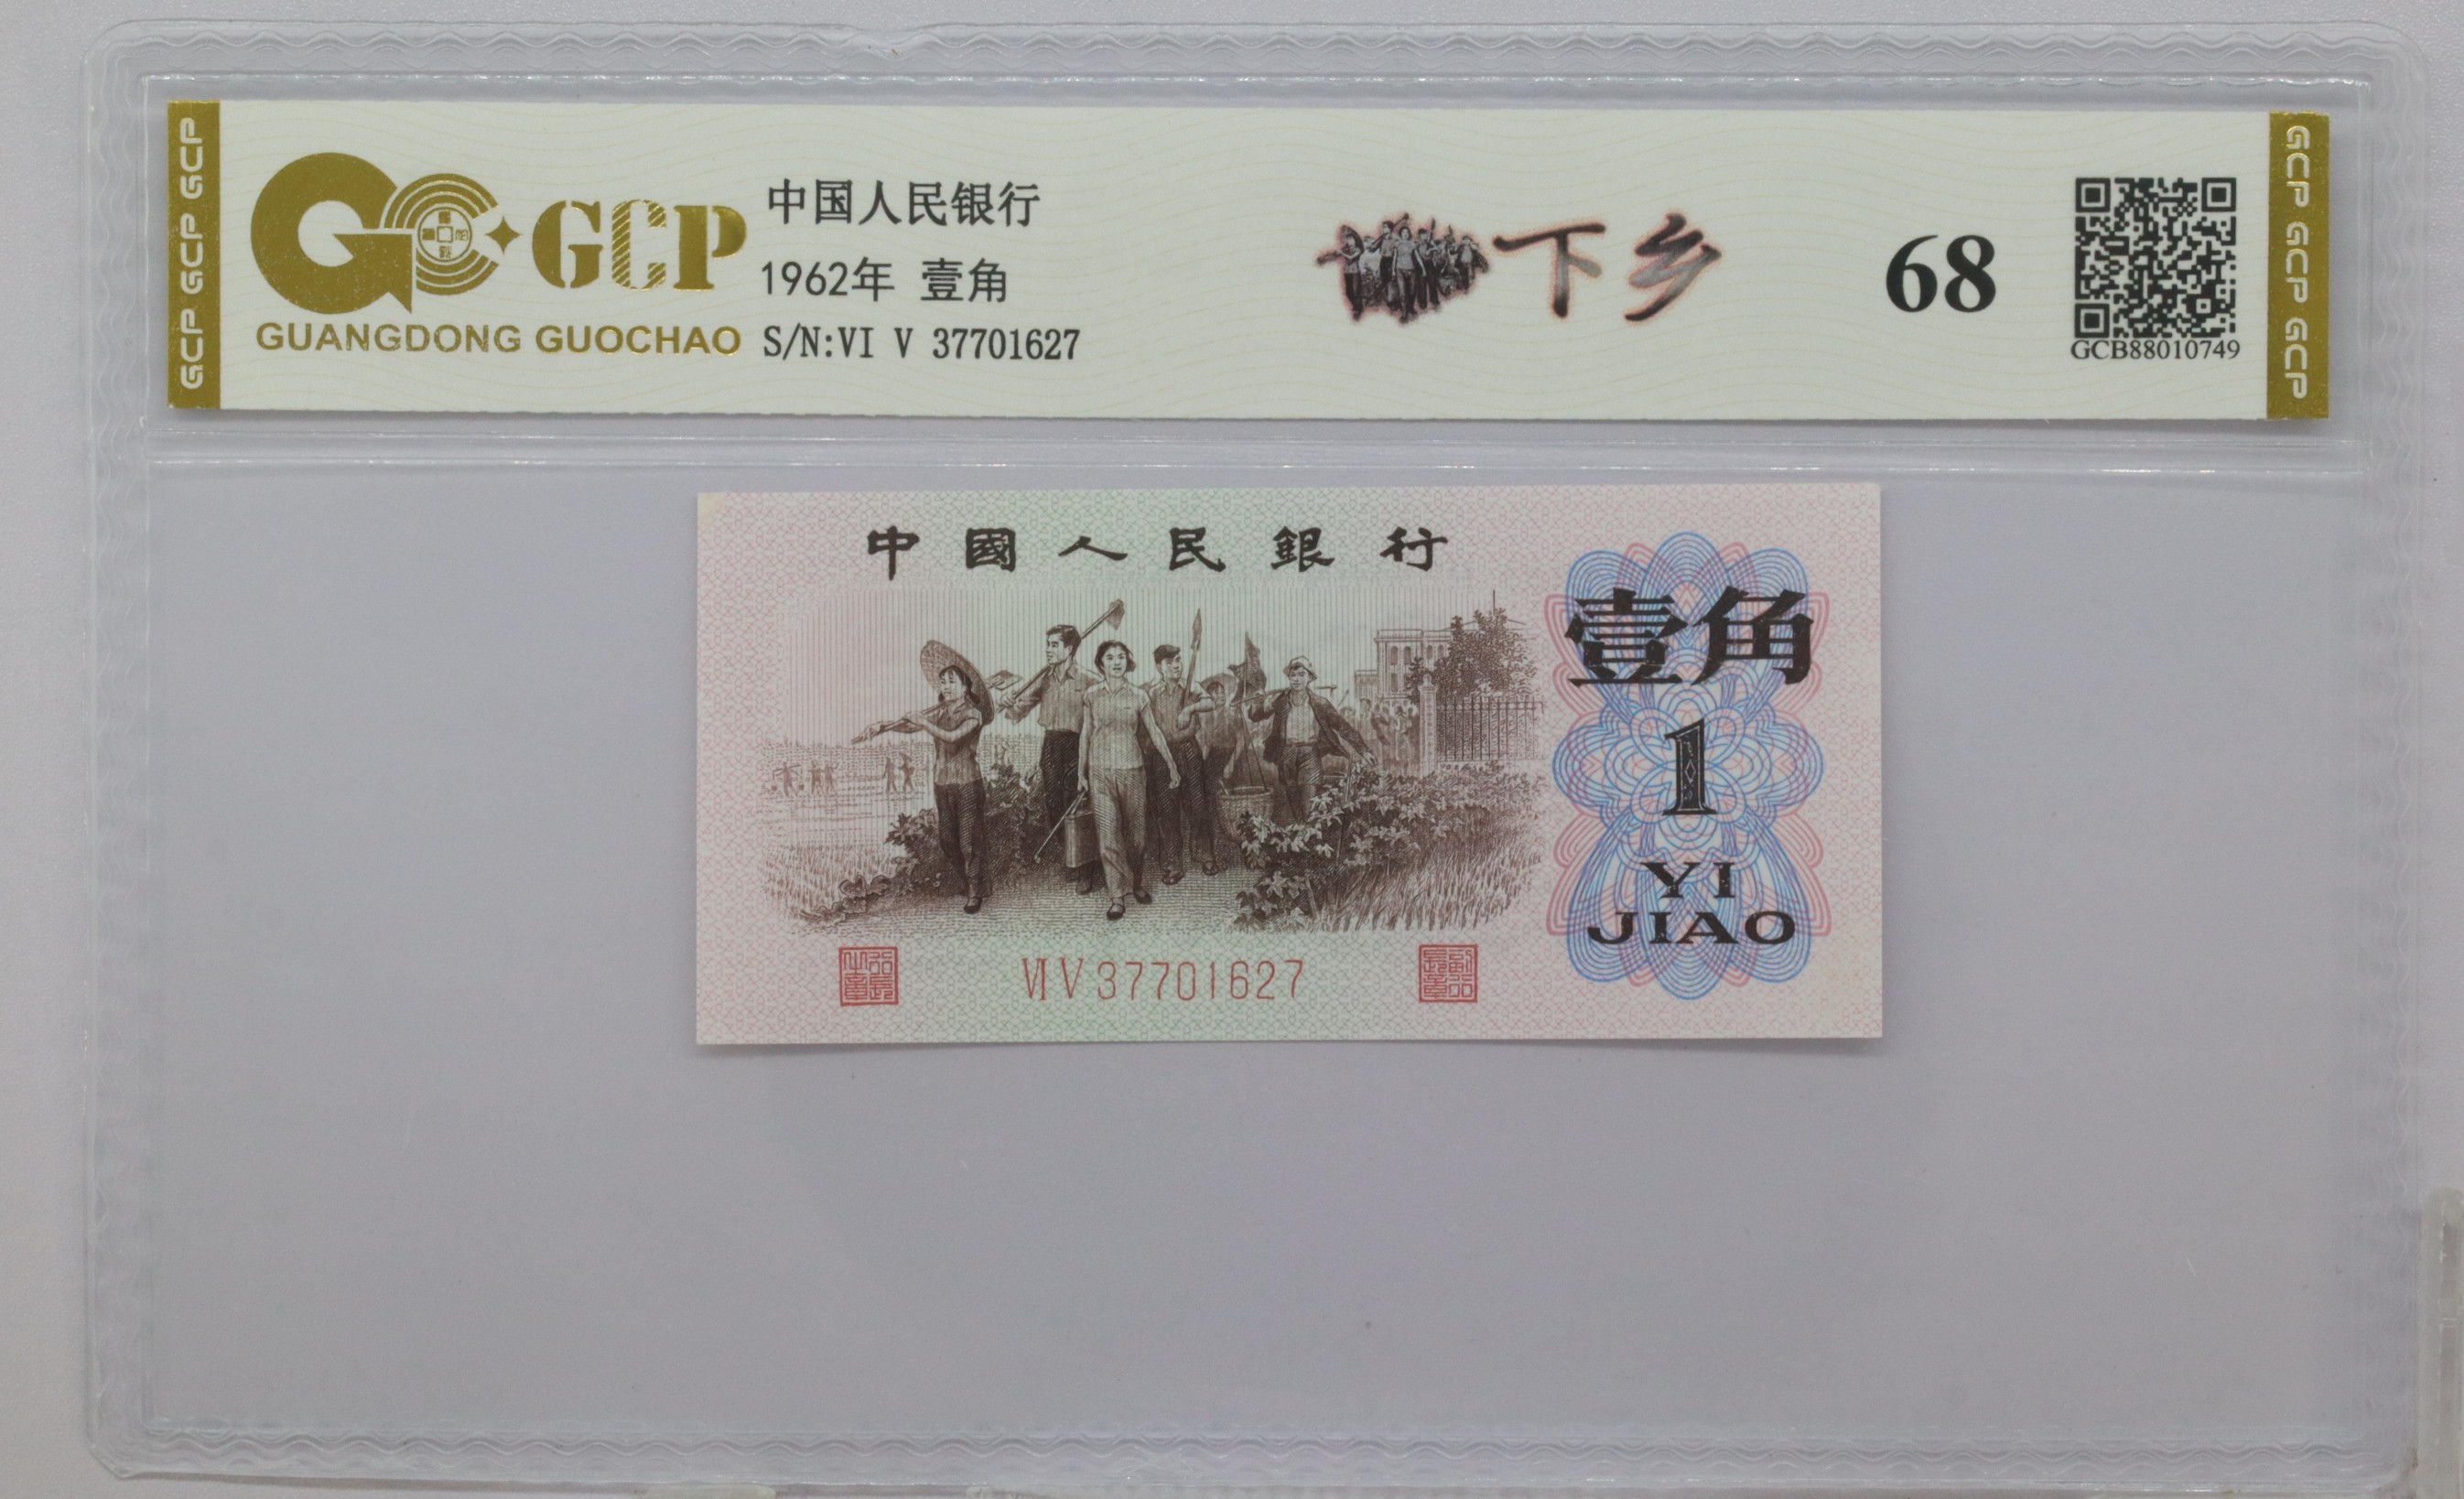 GCP GCP GCP
GCP
GUANGDONG GUOCHAO
中国人民银行
1962年 壹角
S/N:VI V 37701627
下乡
68
GCB88010749
GCP GCP GCP
中國人民銀行
壹角
1
YI
JIAO
VI V 37701627